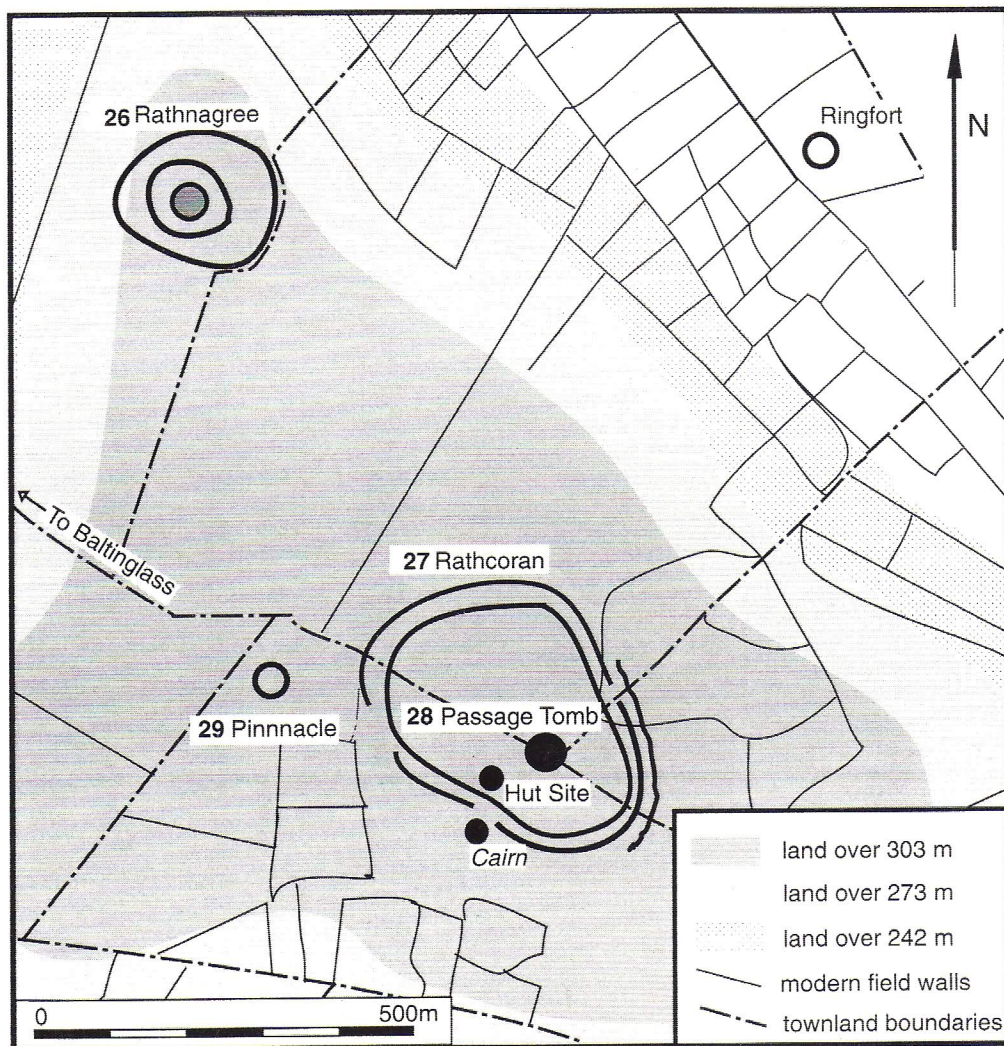 26 Rathnagree
Ringfort
N
To Baltinglass
27 Rathcoran
28 Passage Tomb
29 Pinnnacle
Hut Site
Cairn
land over 303 m
land over 273 m
land over 242 m
modern field walls
townland boundaries
0 500m